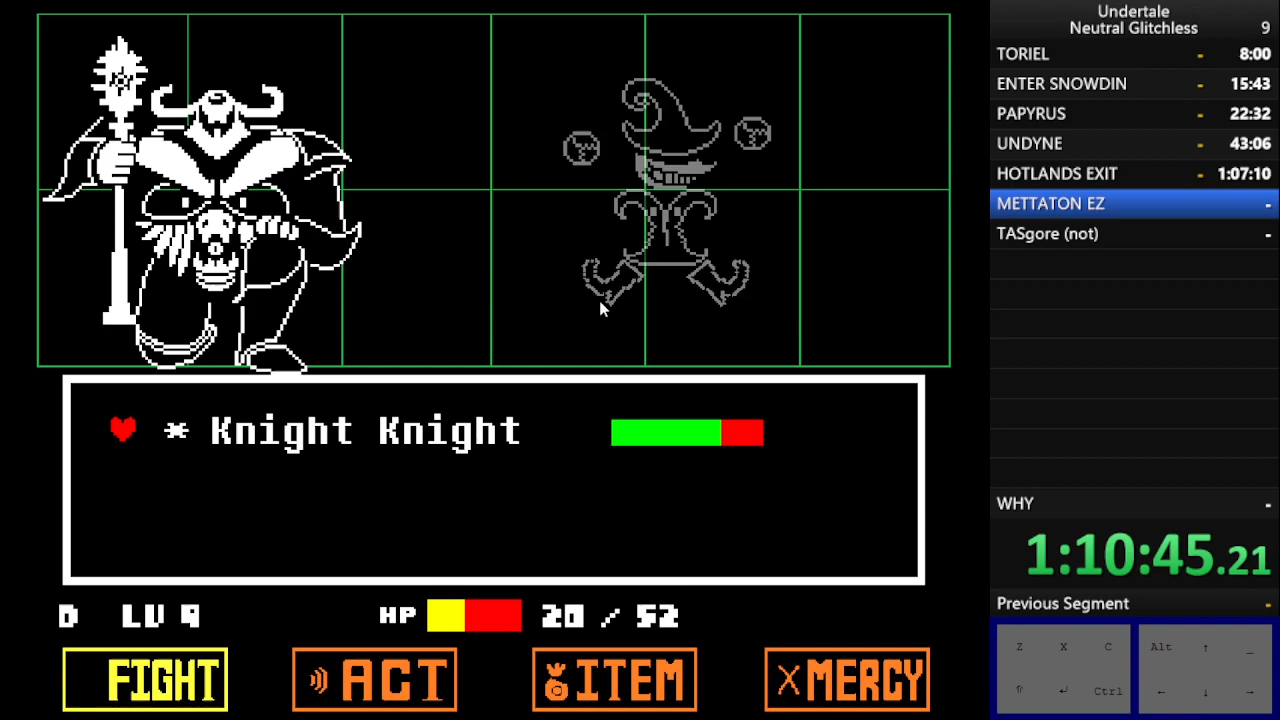 * Knight Knight
D LV 9 HP 20 / 52
FIGHT ACT ITEM MERCY
Undertale
Neutral Glitchless 9
TORIEL - 8:00
ENTER SNOWDIN - 15:43
PAPYRUS - 22:32
UNDYNE - 43:06
HOTLANDS EXIT - 1:07:10
METTATON EZ -
TASgore (not) -
WHY -
1:10:45.21
Previous Segment -
Z X C Alt ↑ _
⇧ ↵ Ctrl ← ↓ →